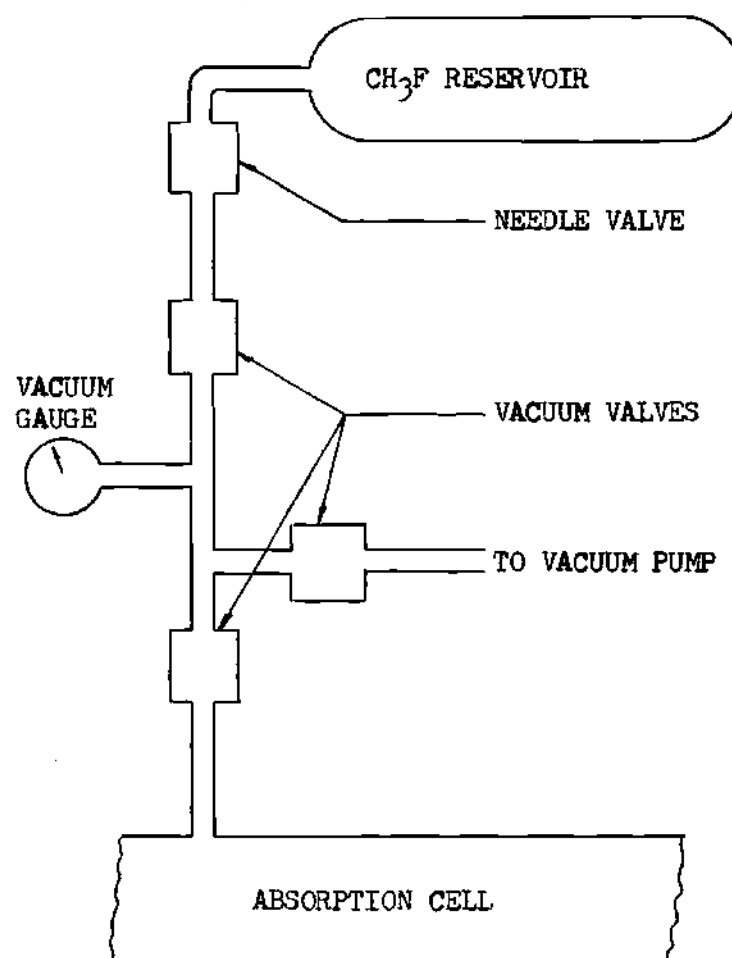 CH3F RESERVOIR
NEEDLE VALVE
VACUUM
GAUGE
VACUUM VALVES
TO VACUUM PUMP
ABSORPTION CELL